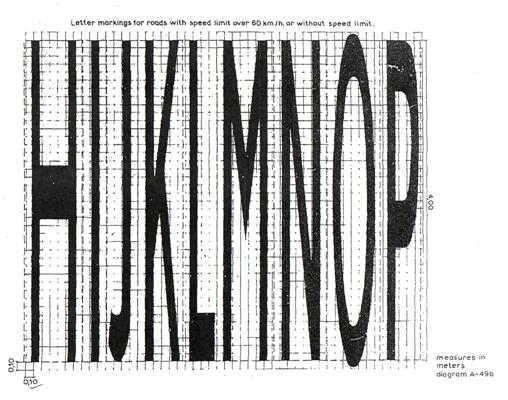 Letter markings for roads with speed limit over 60 km/h, or without speed limit.
HIJKLMNOP
4,00
0,10
0,10
measures in
meters
diagram A-49b